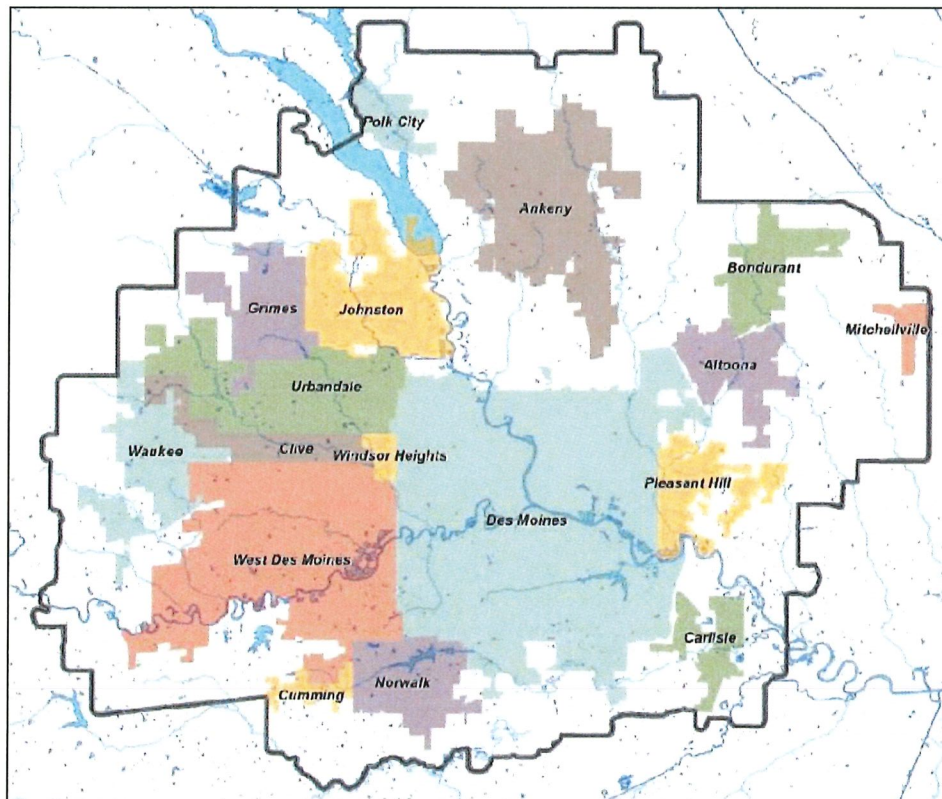 Polk City
Ankeny
Bondurant
Grimes
Johnston
Mitchellville
Altoona
Urbandale
Waukee
Clive
Windsor Heights
Pleasant Hill
Des Moines
West Des Moines
Carlisle
Cumming
Norwalk